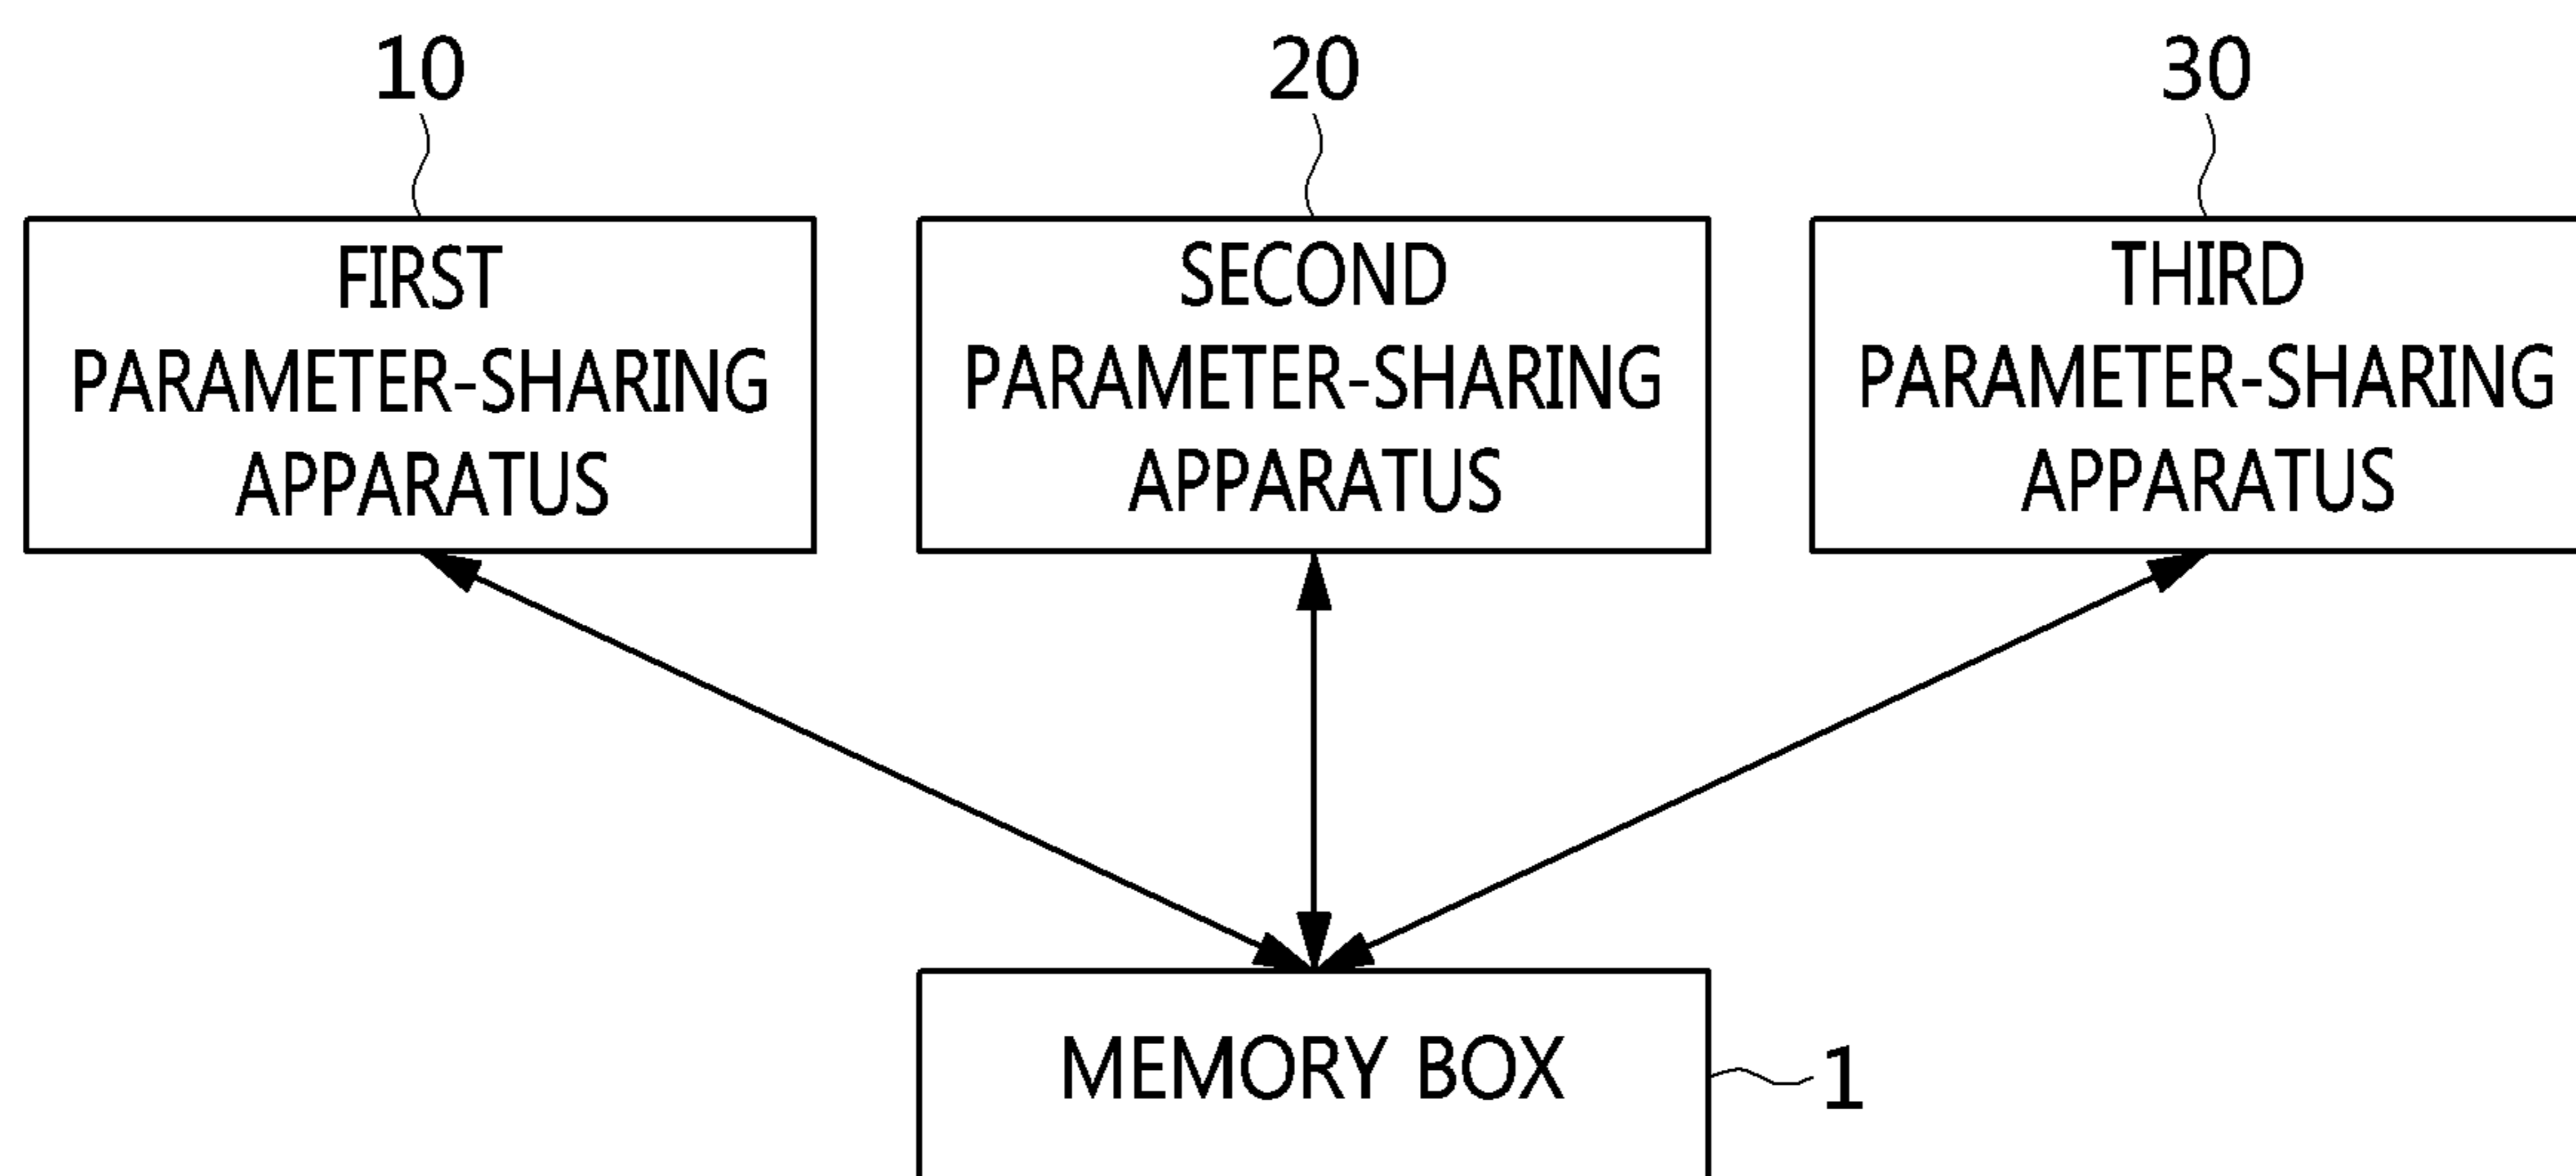 10
20
30
FIRST
PARAMETER-SHARING
APPARATUS
SECOND
PARAMETER-SHARING
APPARATUS
THIRD
PARAMETER-SHARING
APPARATUS
MEMORY BOX
1